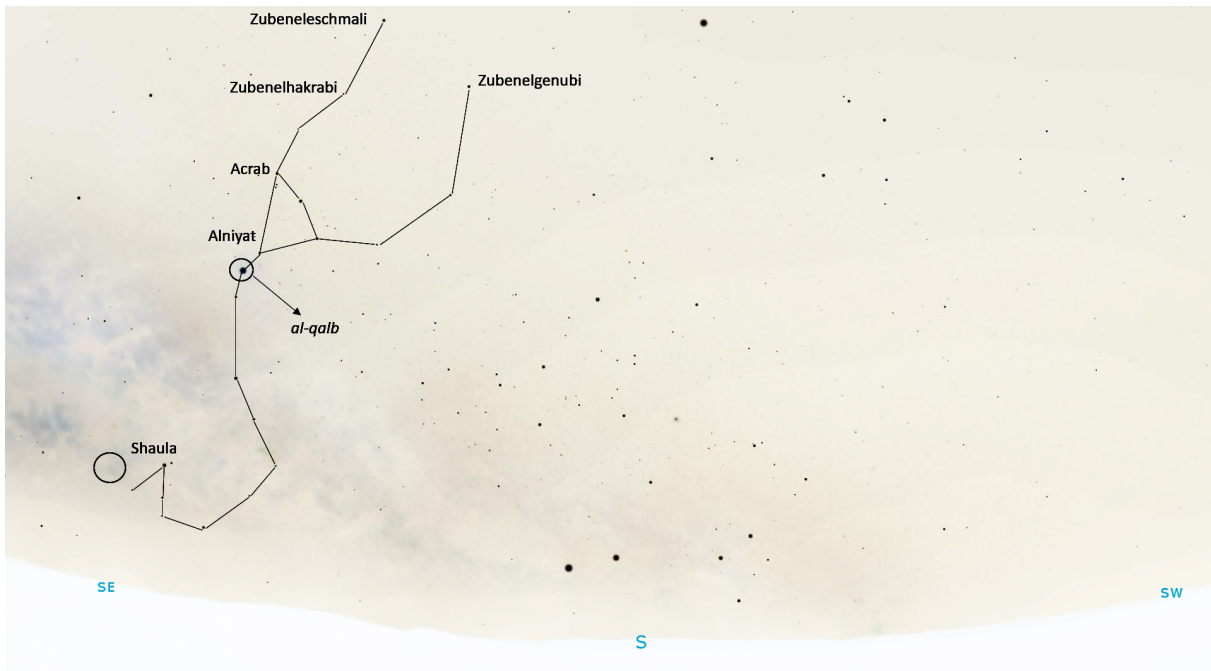 Zubeneleschmali
Zubenelgenubi
Zubenelhakrabi
Acrab
Alniyat
al-qalb
Shaula
SE
SW
S